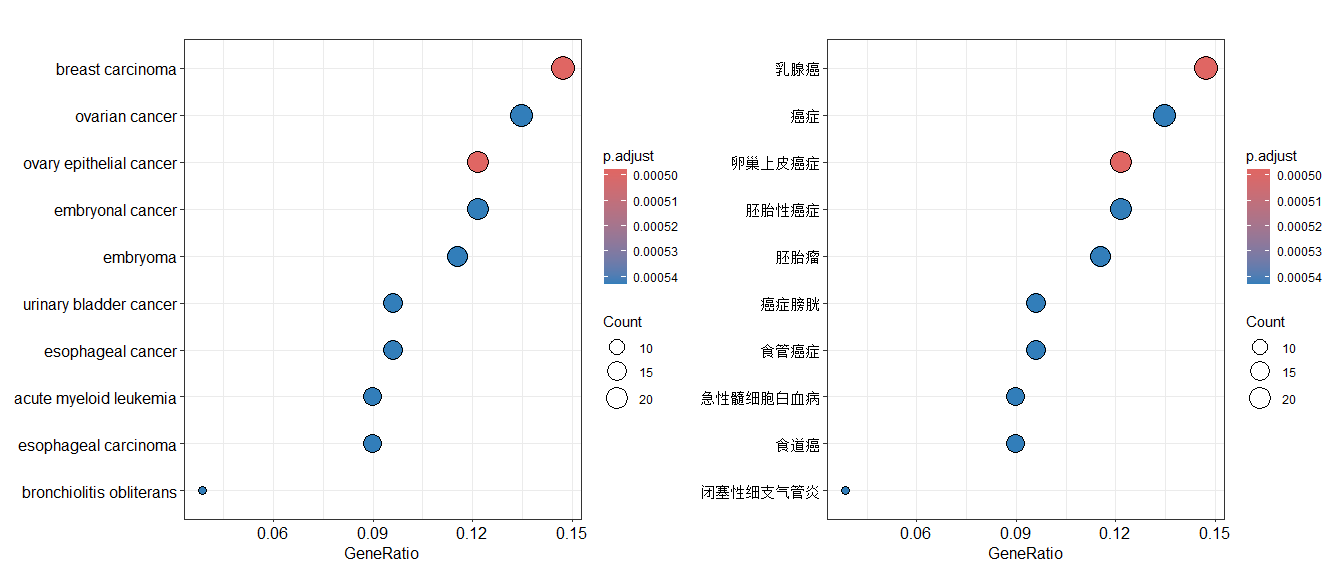 breast carcinoma
ovarian cancer
ovary epithelial cancer
embryonal cancer
embryoma
urinary bladder cancer
esophageal cancer
acute myeloid leukemia
esophageal carcinoma
bronchiolitis obliterans
0.06
0.09
0.12
0.15
GeneRatio
p.adjust
0.00050
0.00051
0.00052
0.00053
0.00054
Count
10
15
20
乳腺癌
癌症
卵巢上皮癌症
胚胎性癌症
胚胎瘤
癌症膀胱
食管癌症
急性髓细胞白血病
食道癌
闭塞性细支气管炎
0.06
0.09
0.12
0.15
GeneRatio
p.adjust
0.00050
0.00051
0.00052
0.00053
0.00054
Count
10
15
20